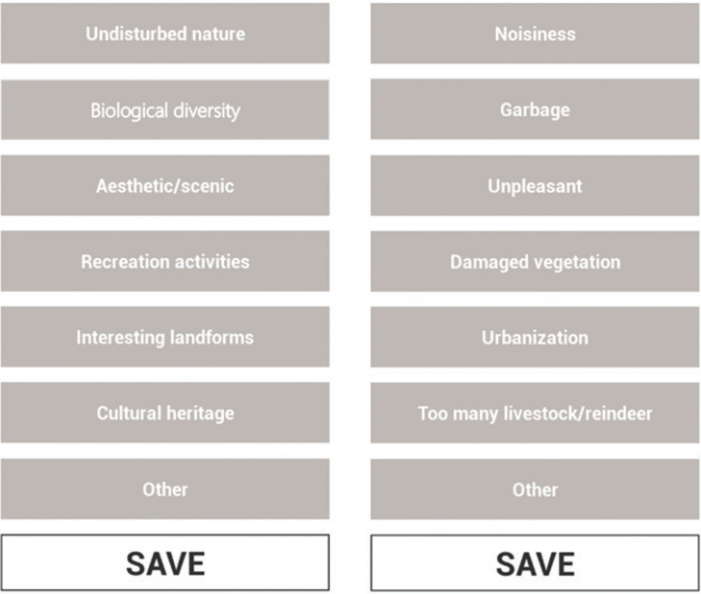 Undisturbed nature
Biological diversity
Aesthetic/scenic
Recreation activities
Interesting landforms
Cultural heritage
Other
SAVE
Noisiness
Garbage
Unpleasant
Damaged vegetation
Urbanization
Too many livestock/reindeer
Other
SAVE